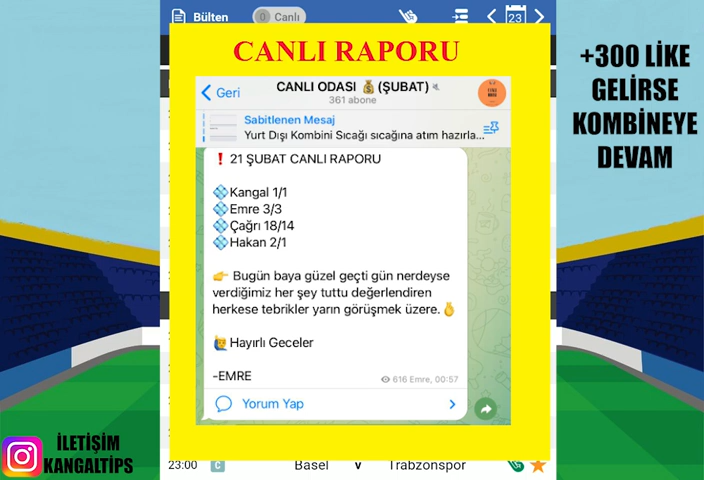 Bülten
0 Canlı
23
CANLI RAPORU
Geri
CANLI ODASI 💰(ŞUBAT)
361 abone
Sabitlenen Mesaj
Yurt Dışı Kombini Sıcağı sıcağına atım hazırla...
❗ 21 ŞUBAT CANLI RAPORU
💠Kangal 1/1
💠Emre 3/3
💠Çağrı 18/14
💠Hakan 2/1
👉 Bugün baya güzel geçti gün nerdeyse
verdiğimiz her şey tuttu değerlendiren
herkese tebrikler yarın görüşmek üzere.💰
🙋‍♂️Hayırlı Geceler
-EMRE
616 Emre, 00:57
Yorum Yap
23:00 C Basel v Trabzonspor
+300 LİKE
GELİRSE
KOMBİNEYE
DEVAM
İLETİŞİM
KANGALTİPS